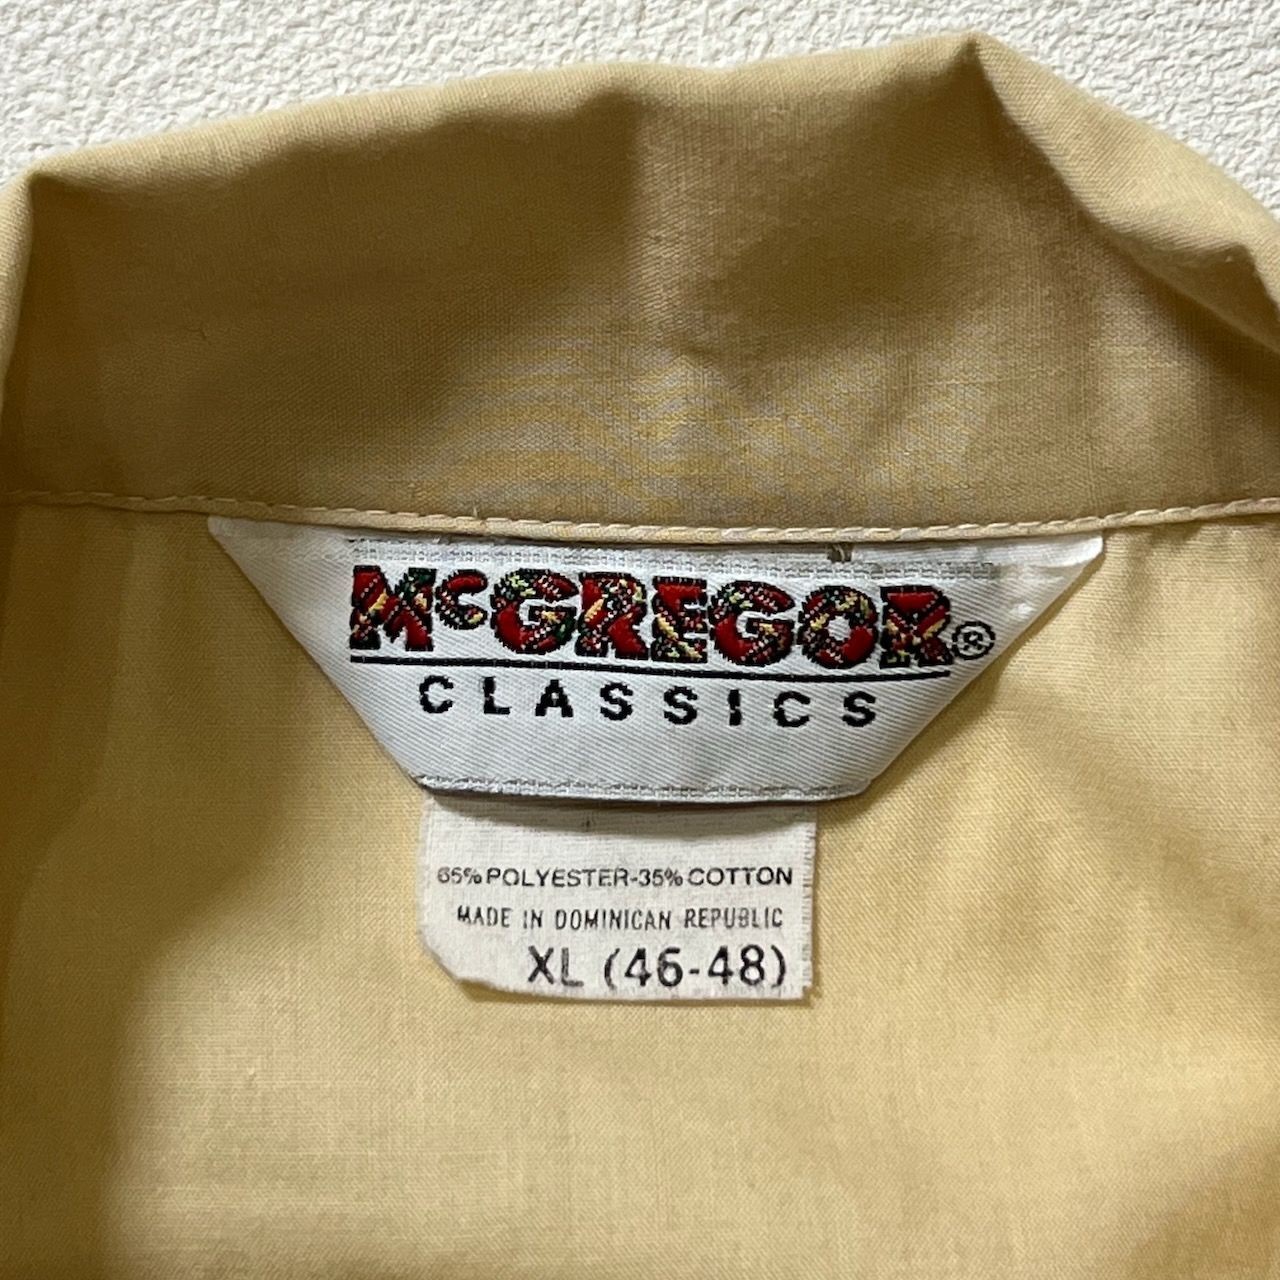 McGREGOR®
CLASSICS
65% POLYESTER-35% COTTON
MADE IN DOMINICAN REPUBLIC
XL (46-48)